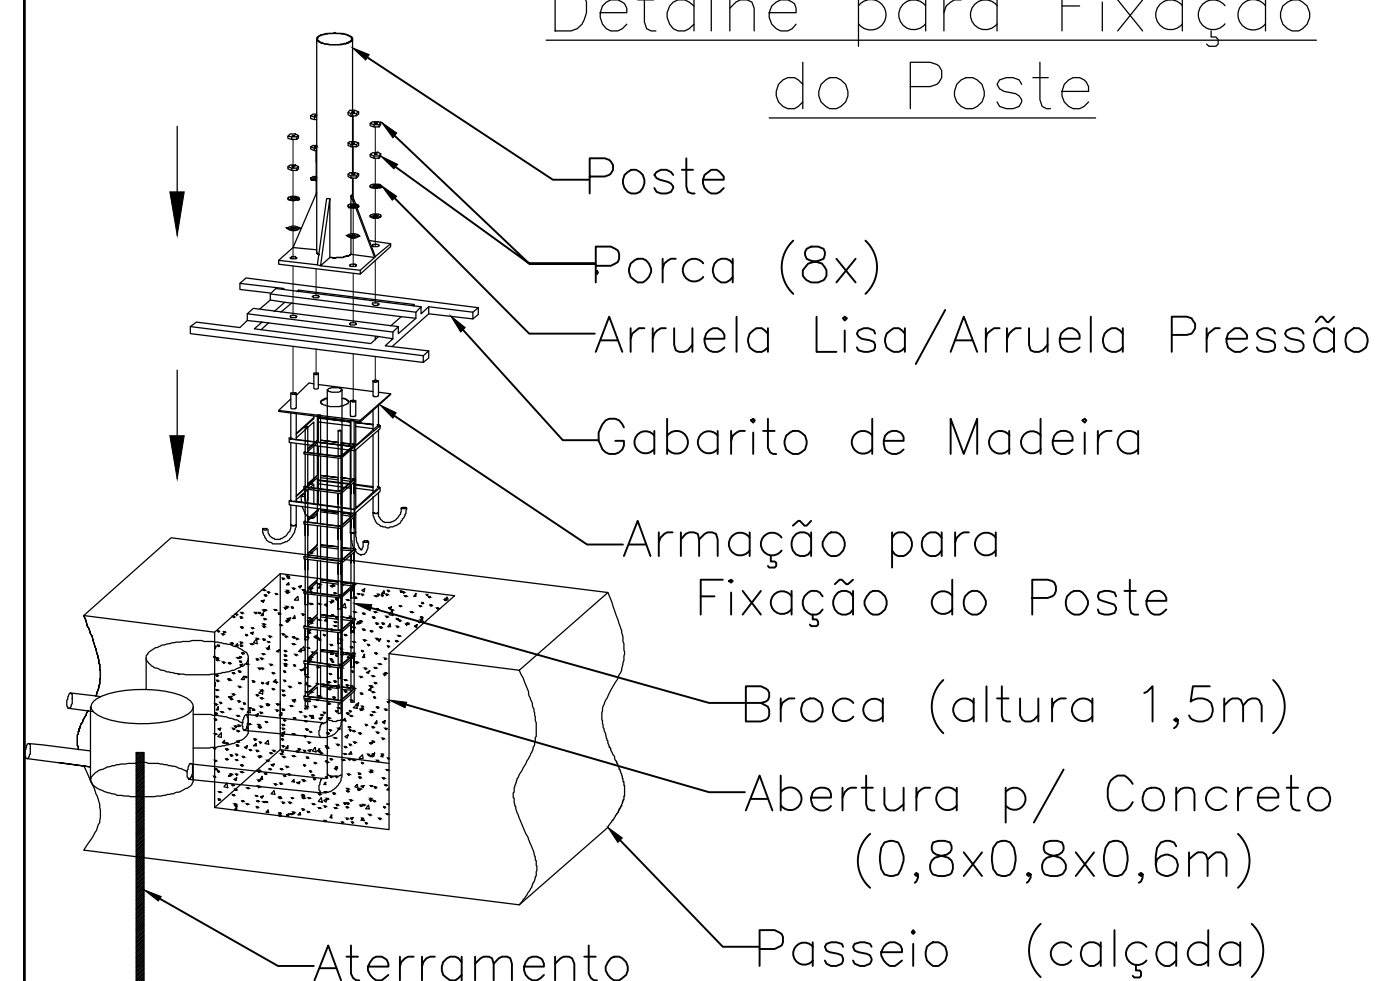 Detalhe para Fixação
do Poste
Poste
Porca (8x)
Arruela Lisa/Arruela Pressão
Gabarito de Madeira
Armação para
Fixação do Poste
Broca (altura 1,5m)
Abertura p/ Concreto
(0,8x0,8x0,6m)
Passeio (calçada)
Aterramento